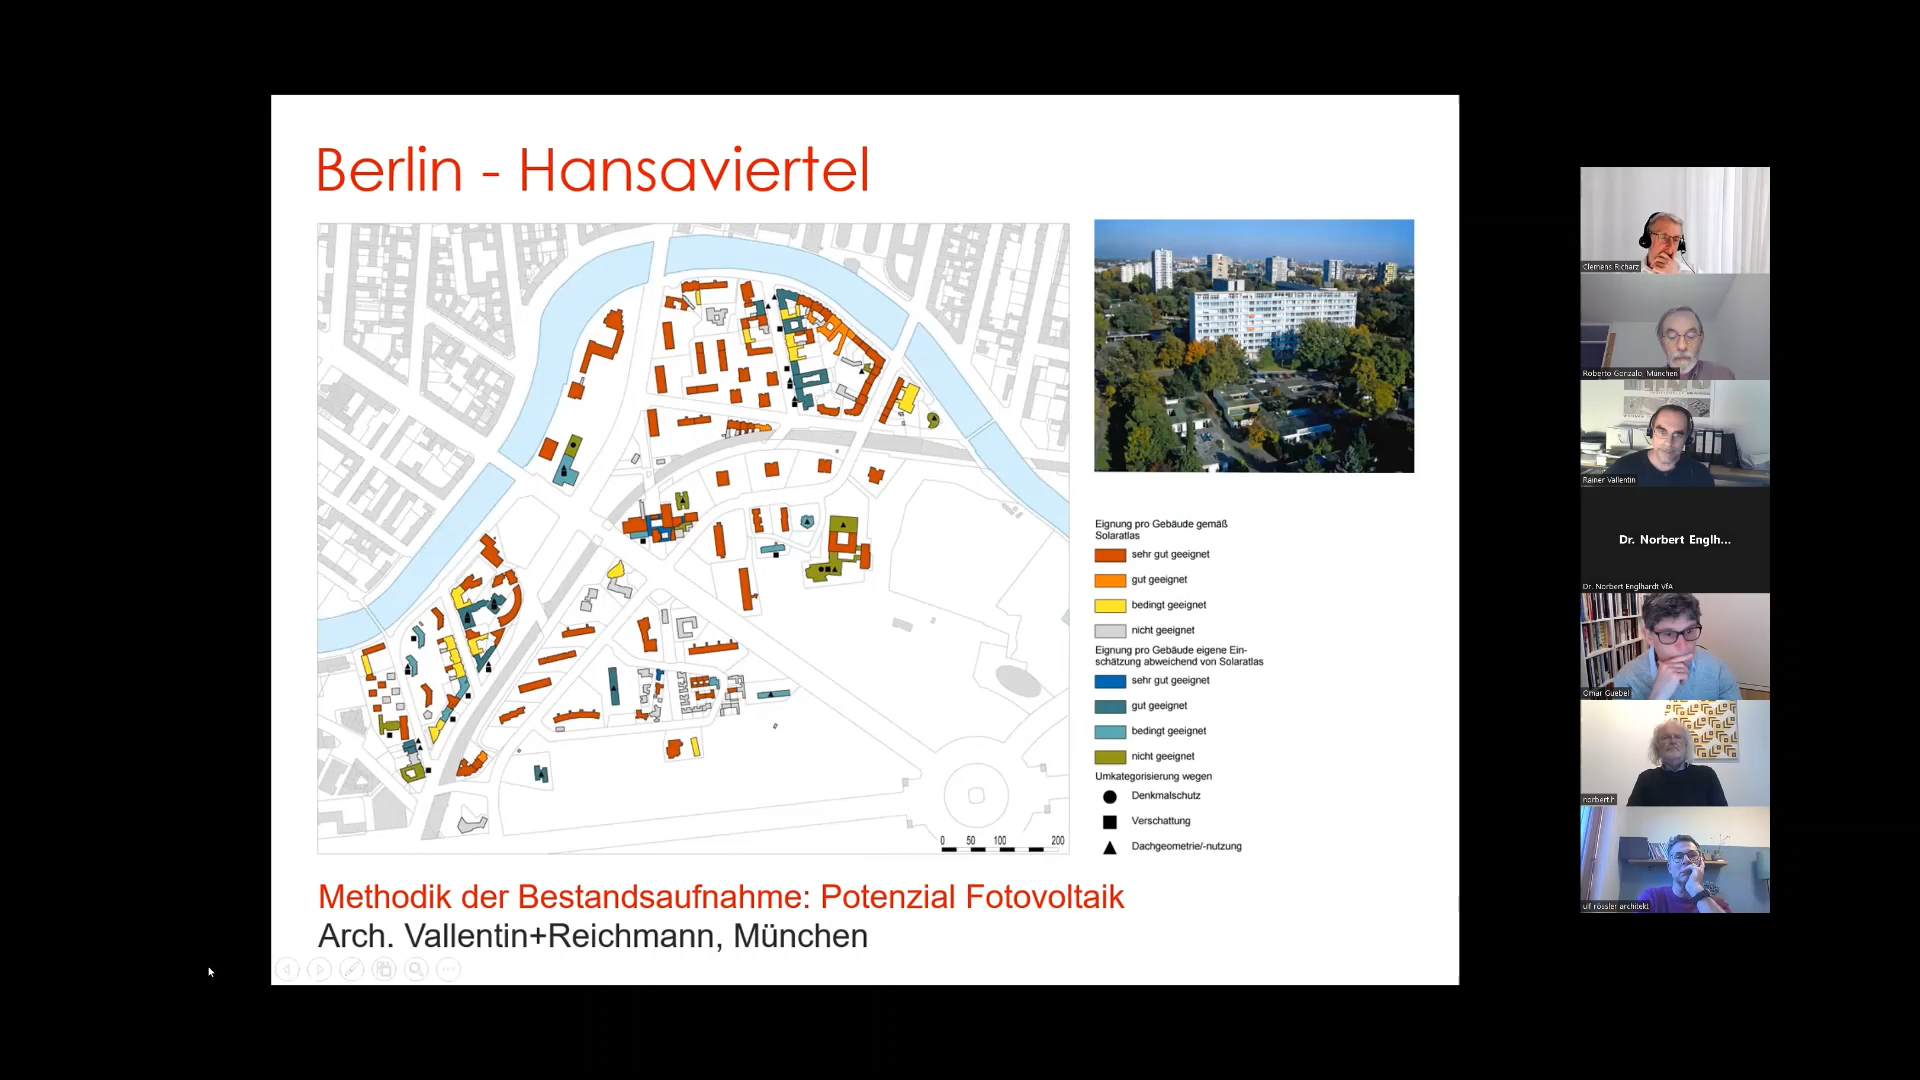 Berlin - Hansaviertel
Eignung pro Gebäude gemäß
Solaratlas
sehr gut geeignet
gut geeignet
bedingt geeignet
nicht geeignet
Eignung pro Gebäude eigene Ein-
schätzung abweichend von Solaratlas
sehr gut geeignet
gut geeignet
bedingt geeignet
nicht geeignet
Umkategorisierung wegen
Denkmalschutz
Verschattung
Dachgeometrie/-nutzung
0 50 100 200
Methodik der Bestandsaufnahme: Potenzial Fotovoltaik
Arch. Vallentin+Reichmann, München
Clemens Richarz
Roberto Gonzalo, München
Rainer Vallentin
Dr. Norbert Englh...
Dr. Norbert Englhardt VfA
Omar Guebel
norbert.h
ulf rössler architekt